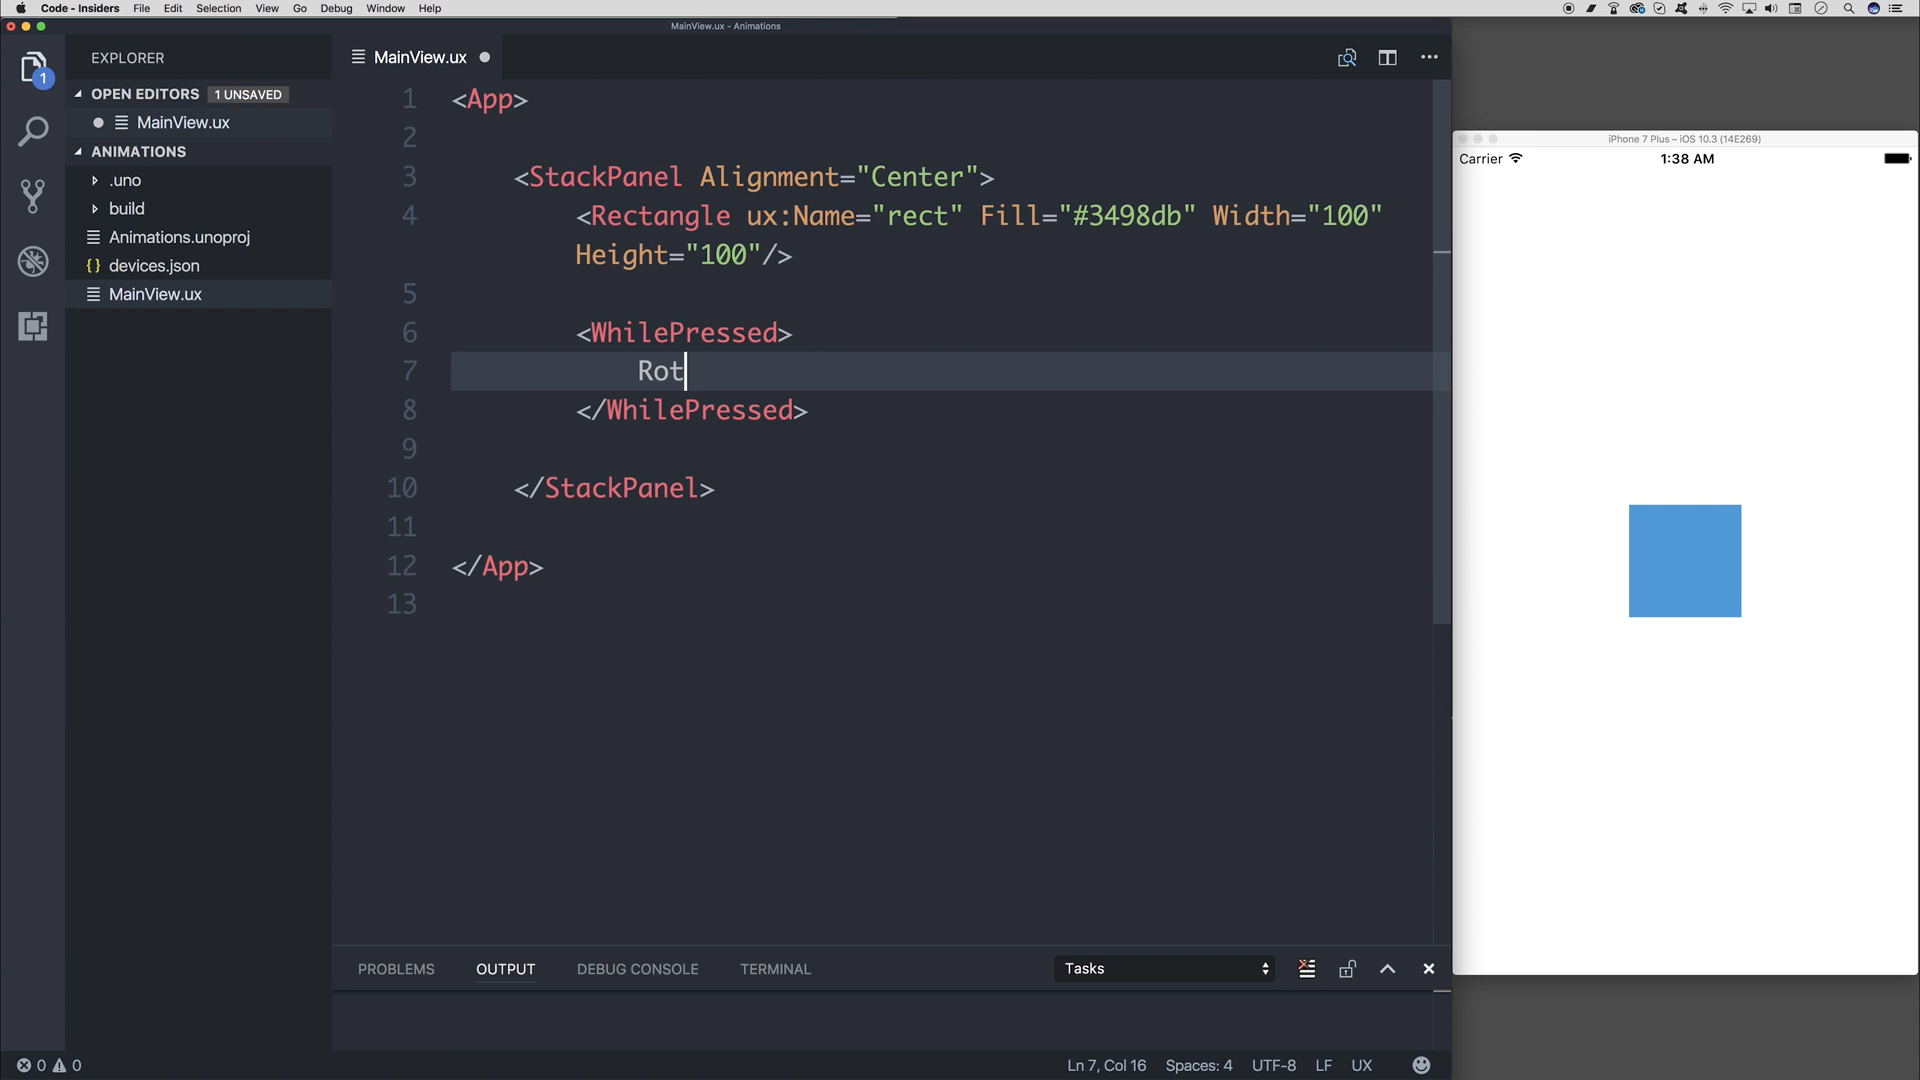 Code - Insiders File Edit Selection View Go Debug Window Help
MainView.ux - Animations
EXPLORER
OPEN EDITORS 1 UNSAVED
MainView.ux
ANIMATIONS
.uno
build
Animations.unoproj
{} devices.json
MainView.ux
1
MainView.ux
1 <App>
2
3 <StackPanel Alignment="Center">
4 <Rectangle ux:Name="rect" Fill="#3498db" Width="100"
Height="100"/>
5
6 <WhilePressed>
7 Rot
8 </WhilePressed>
9
10 </StackPanel>
11
12 </App>
13
PROBLEMS OUTPUT DEBUG CONSOLE TERMINAL Tasks
0 0 Ln 7, Col 16 Spaces: 4 UTF-8 LF UX
iPhone 7 Plus – iOS 10.3 (14E269)
Carrier 1:38 AM